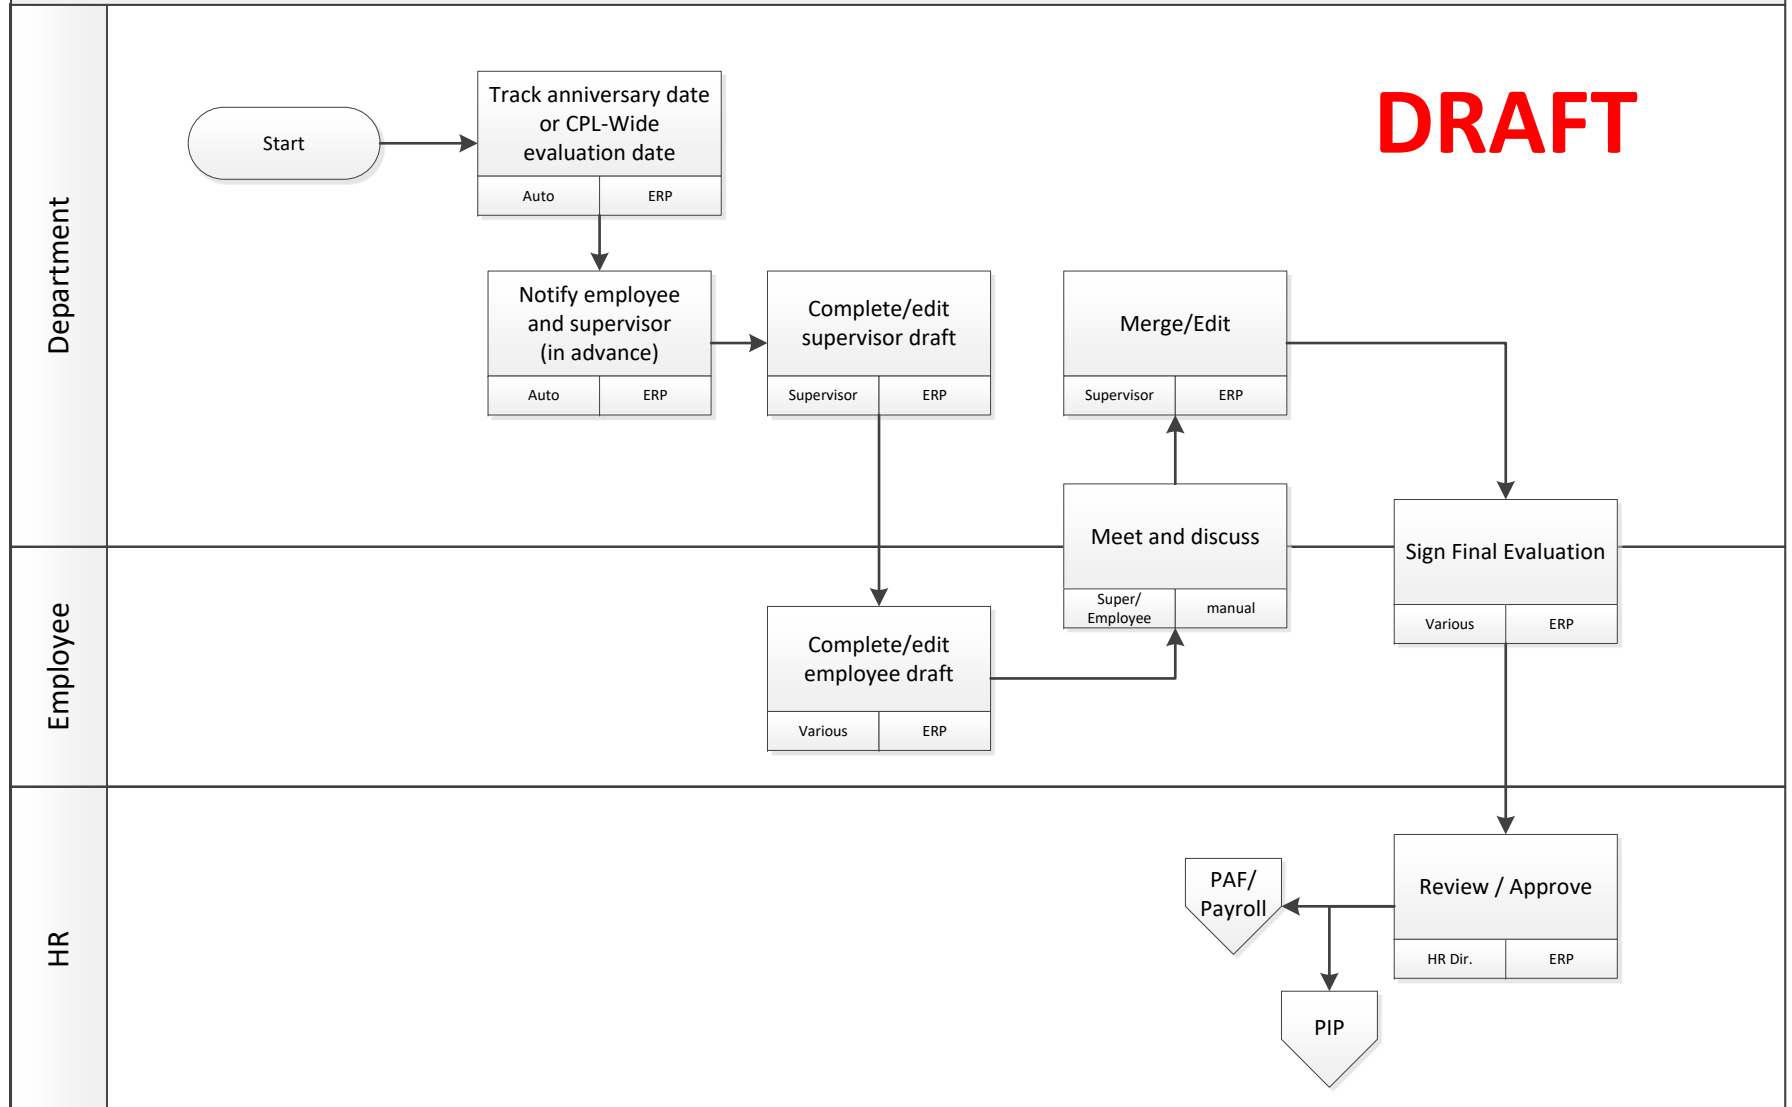 DRAFT
Department
Start
Track anniversary date
or CPL-Wide
evaluation date
Auto
ERP
Notify employee
and supervisor
(in advance)
Auto
ERP
Complete/edit
supervisor draft
Supervisor
ERP
Merge/Edit
Supervisor
ERP
Meet and discuss
Super/
Employee
manual
Sign Final Evaluation
Various
ERP
Employee
Complete/edit
employee draft
Various
ERP
HR
Review / Approve
HR Dir.
ERP
PAF/
Payroll
PIP